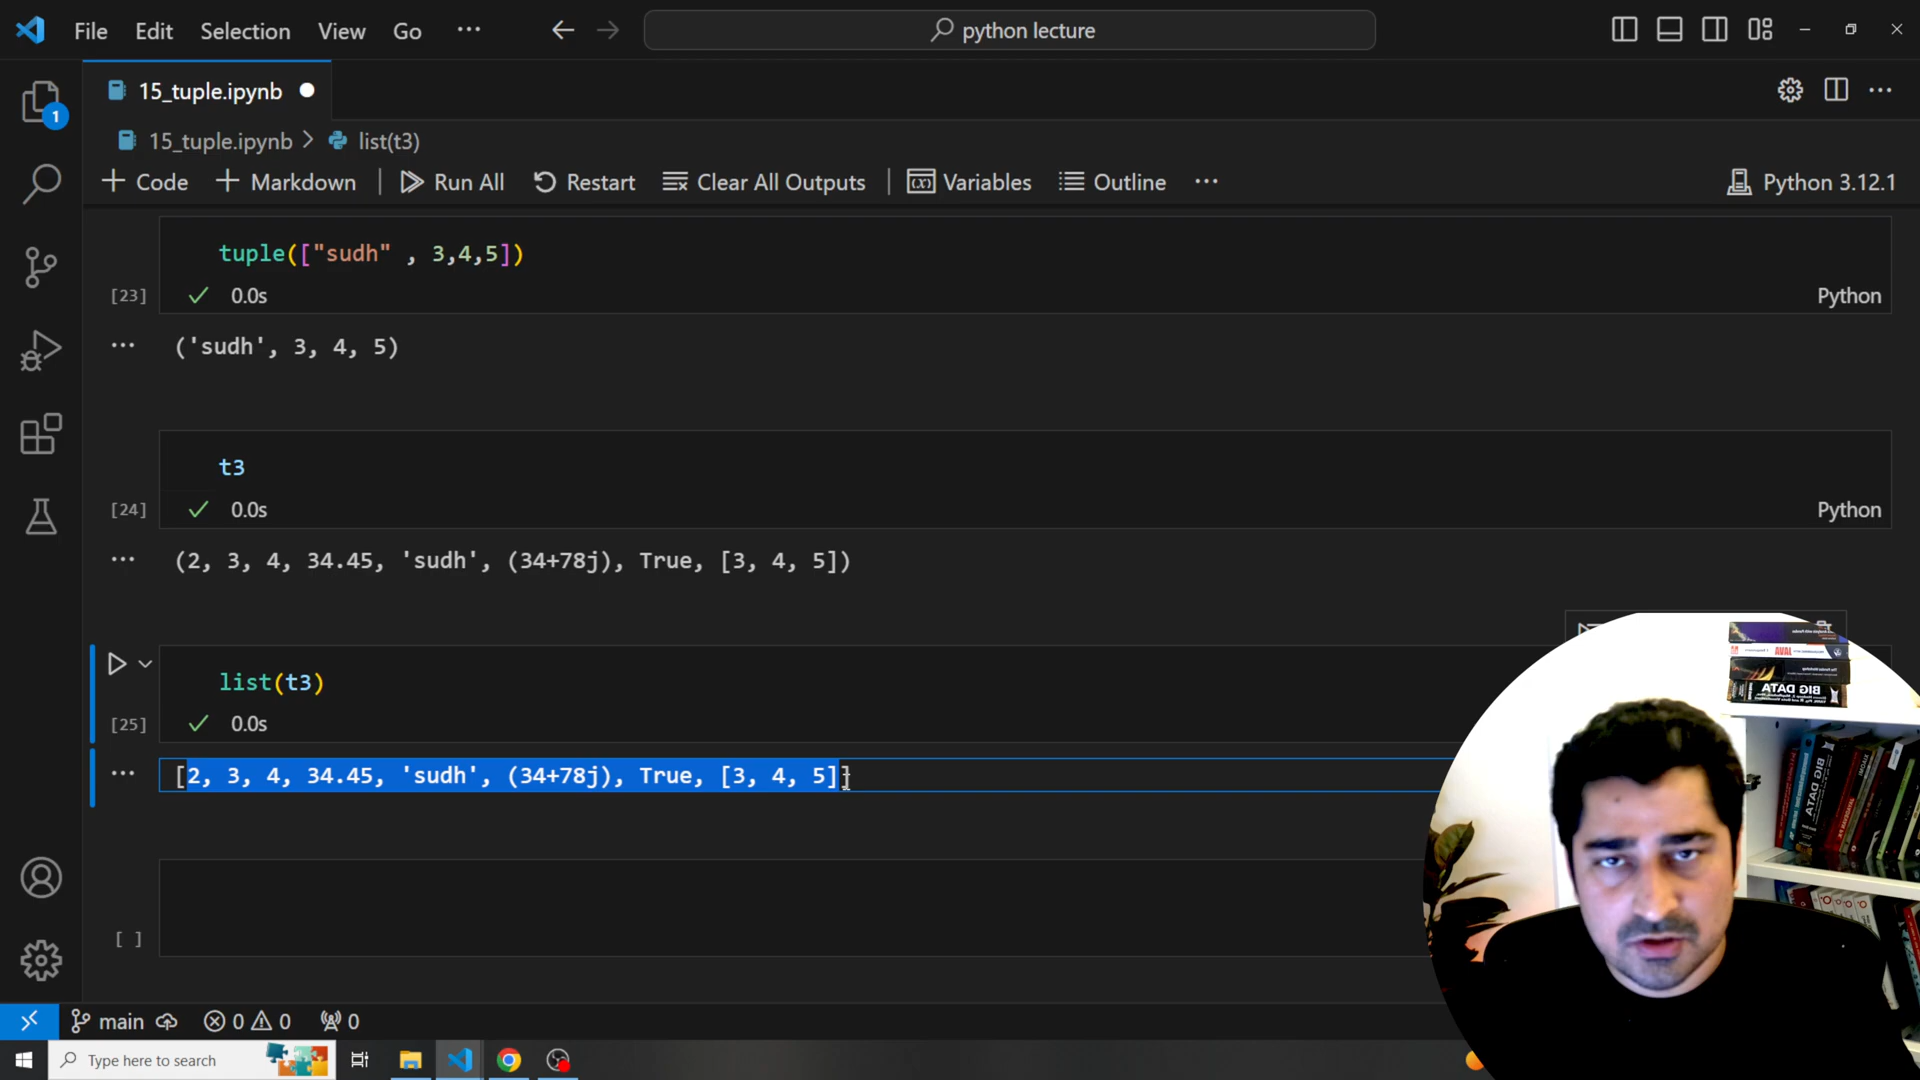 File Edit Selection View Go ··· python lecture
15_tuple.ipynb
1
15_tuple.ipynb > list(t3)
+ Code + Markdown Run All Restart Clear All Outputs Variables Outline ··· Python 3.12.1
tuple(["sudh" , 3,4,5])
[23] 0.0s Python
('sudh', 3, 4, 5)
t3
[24] 0.0s Python
(2, 3, 4, 34.45, 'sudh', (34+78j), True, [3, 4, 5])
list(t3)
[25] 0.0s
[2, 3, 4, 34.45, 'sudh', (34+78j), True, [3, 4, 5]]
[ ]
JAVA
BIG DATA
BIG DATA
main 0 0 0
Type here to search